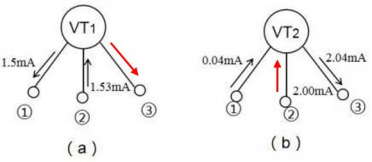 VT1
1.5mA
1.53mA
①
②
③
(a)
VT2
0.04mA
2.04mA
2.00mA
①
②
③
(b)